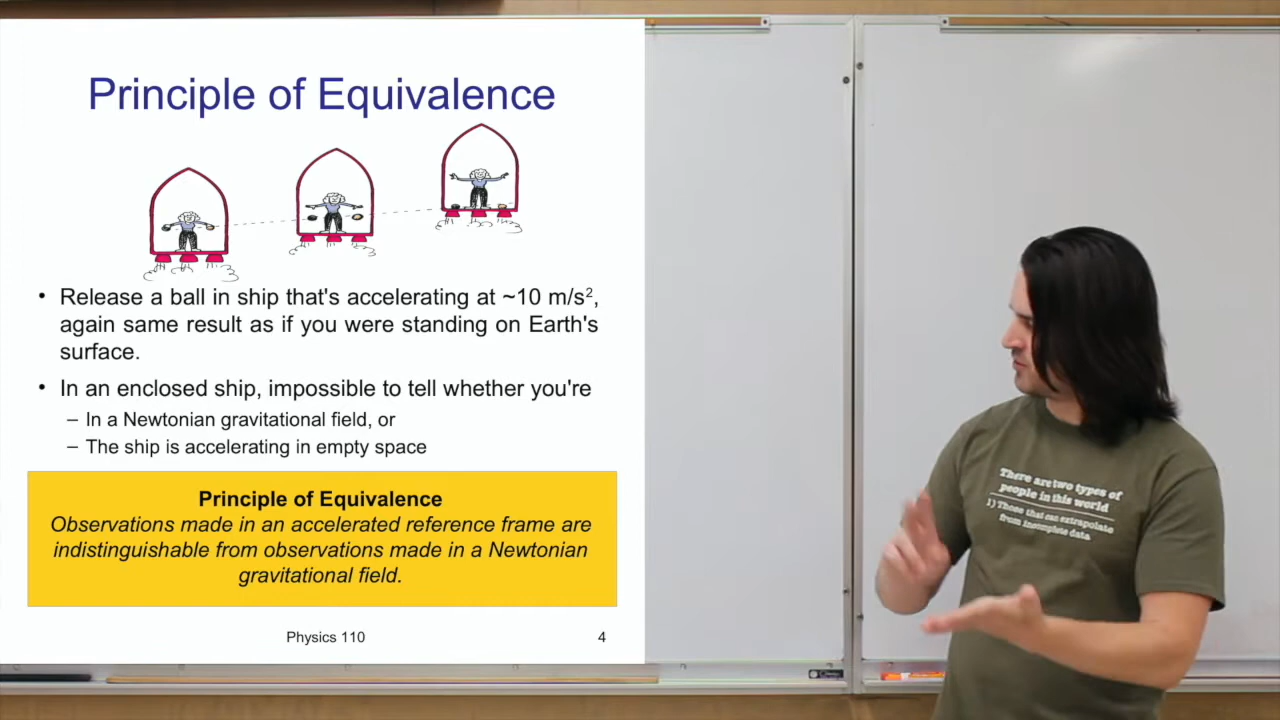 Principle of Equivalence
• Release a ball in ship that's accelerating at ~10 m/s²,
again same result as if you were standing on Earth's
surface.
• In an enclosed ship, impossible to tell whether you're
– In a Newtonian gravitational field, or
– The ship is accelerating in empty space
Principle of Equivalence
Observations made in an accelerated reference frame are
indistinguishable from observations made in a Newtonian
gravitational field.
Physics 110
4
There are two types of
people in this world
1) Those that can extrapolate
from incomplete data